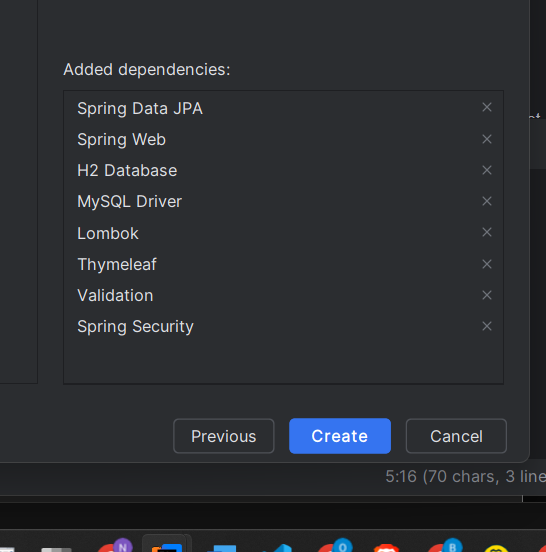 Added dependencies:
Spring Data JPA
Spring Web
H2 Database
MySQL Driver
Lombok
Thymeleaf
Validation
Spring Security
Previous
Create
Cancel
5:16 (70 chars, 3 line
N
O
B